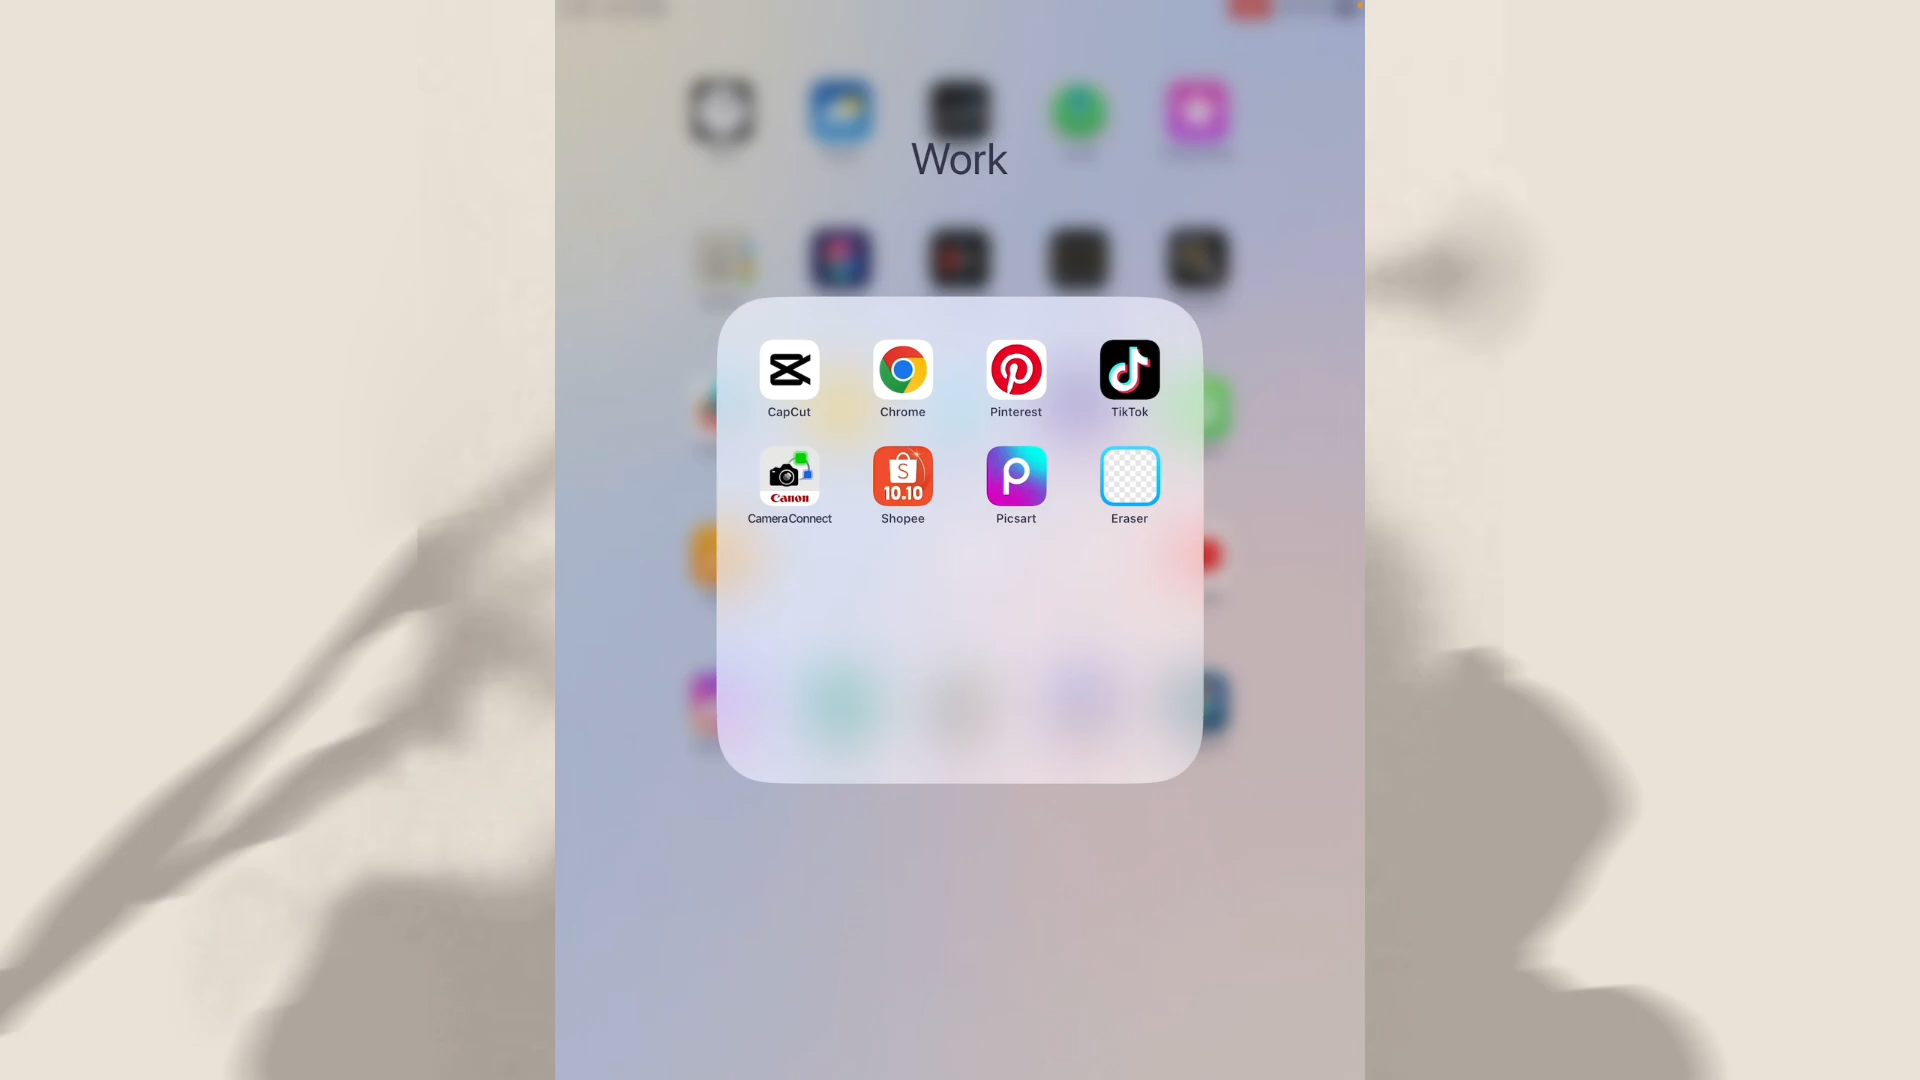 Work
CapCut
Chrome
Pinterest
TikTok
Canon
S
10.10
CameraConnect
Shopee
Picsart
Eraser